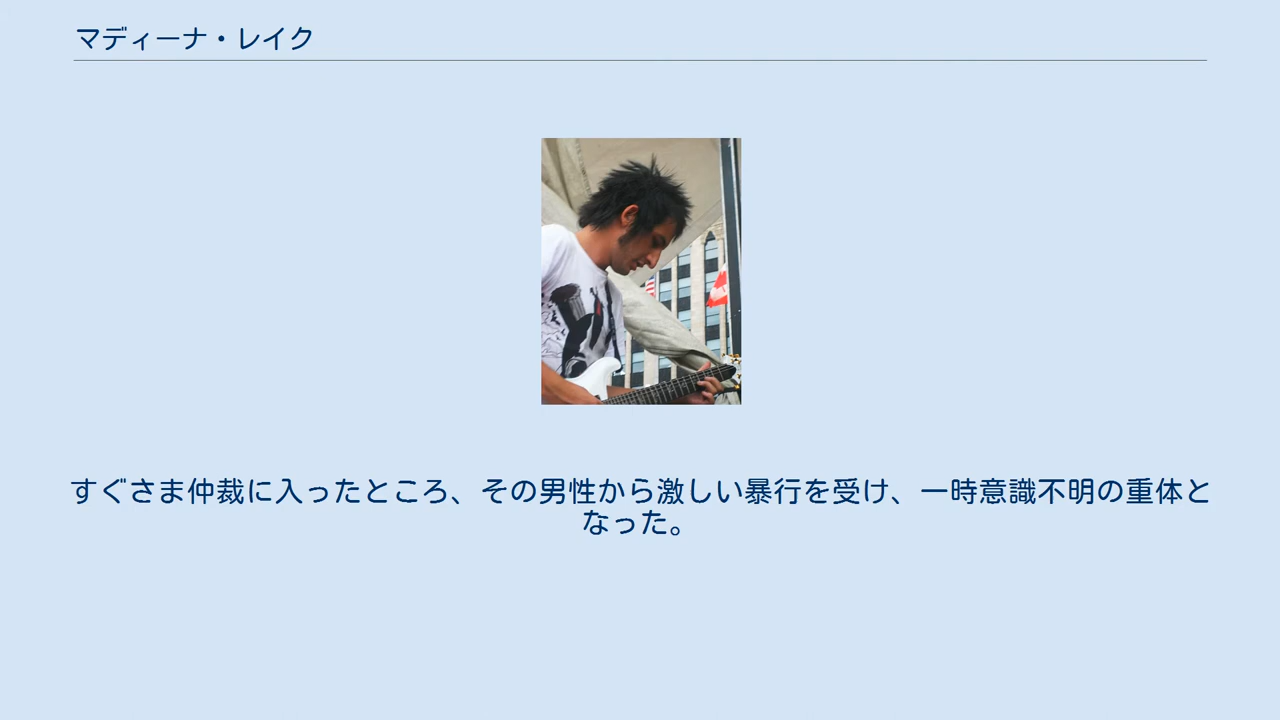 マディーナ・レイク
すぐさま仲裁に入ったところ、その男性から激しい暴行を受け、一時意識不明の重体と
なった。